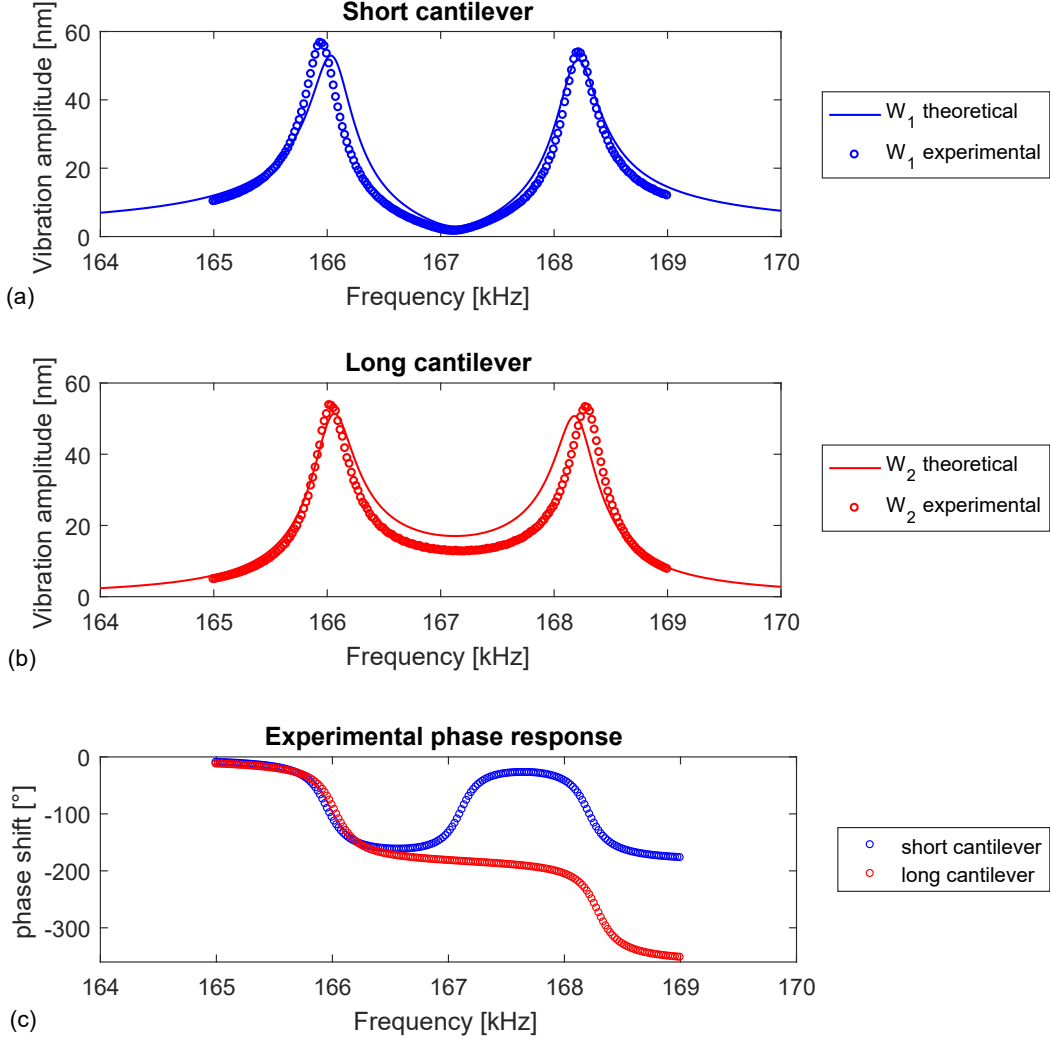 Short cantilever
Vibration amplitude [nm]
60
40
20
0
164 165 166 167 168 169 170
Frequency [kHz]
(a)
W1 theoretical
W1 experimental
Long cantilever
Vibration amplitude [nm]
60
40
20
0
164 165 166 167 168 169 170
Frequency [kHz]
(b)
W2 theoretical
W2 experimental
Experimental phase response
phase shift [°]
0
-100
-200
-300
164 165 166 167 168 169 170
Frequency [kHz]
(c)
short cantilever
long cantilever